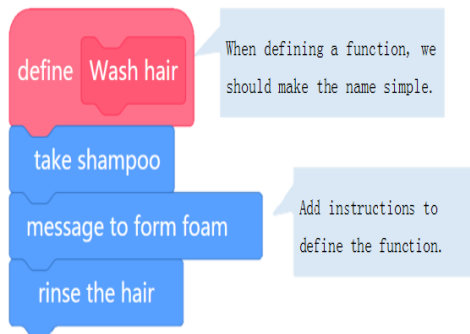 define Wash hair
When defining a function, we
should make the name simple.
take shampoo
message to form foam
Add instructions to
define the function.
rinse the hair